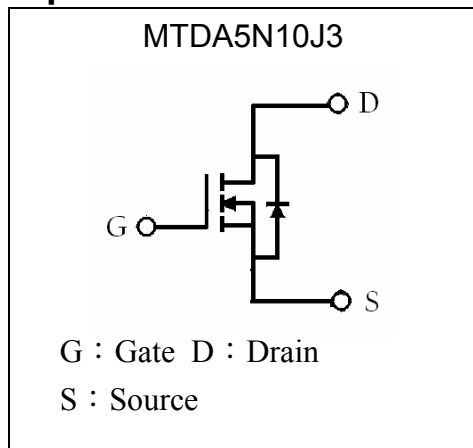 MTDA5N10J3
D
G
S
G：Gate D：Drain
S：Source